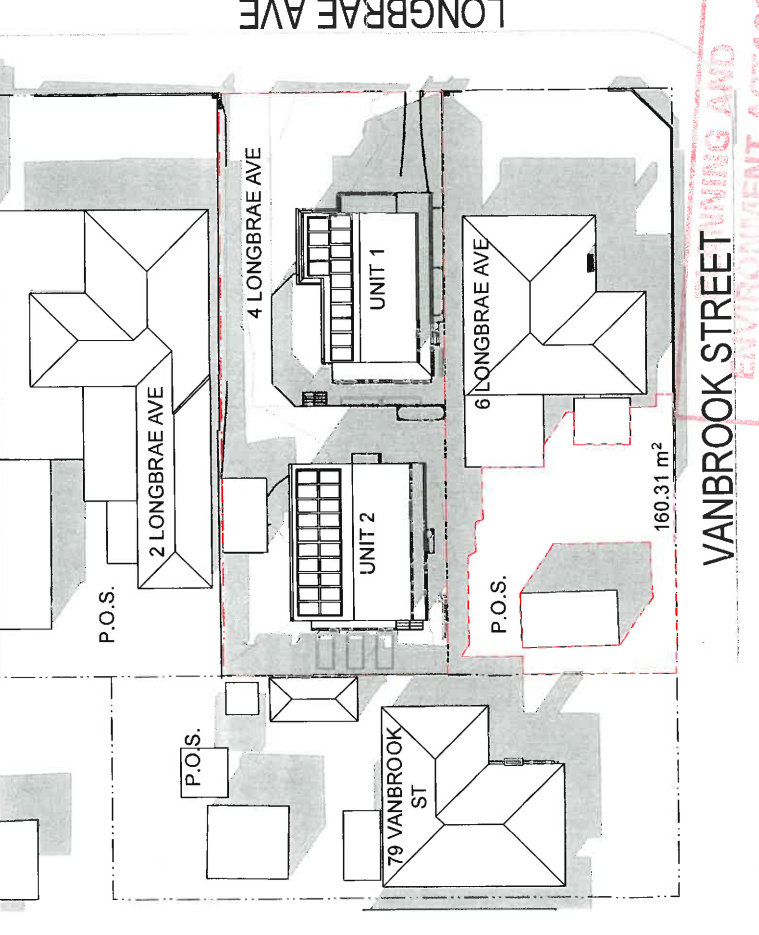 LONGBRAE AVE
4 LONGBRAE AVE
UNIT 1
6 LONGBRAE AVE
2 LONGBRAE AVE
UNIT 2
VANBROOK STREET
160.31 m²
P.O.S.
P.O.S.
P.O.S.
79 VANBROOK
ST